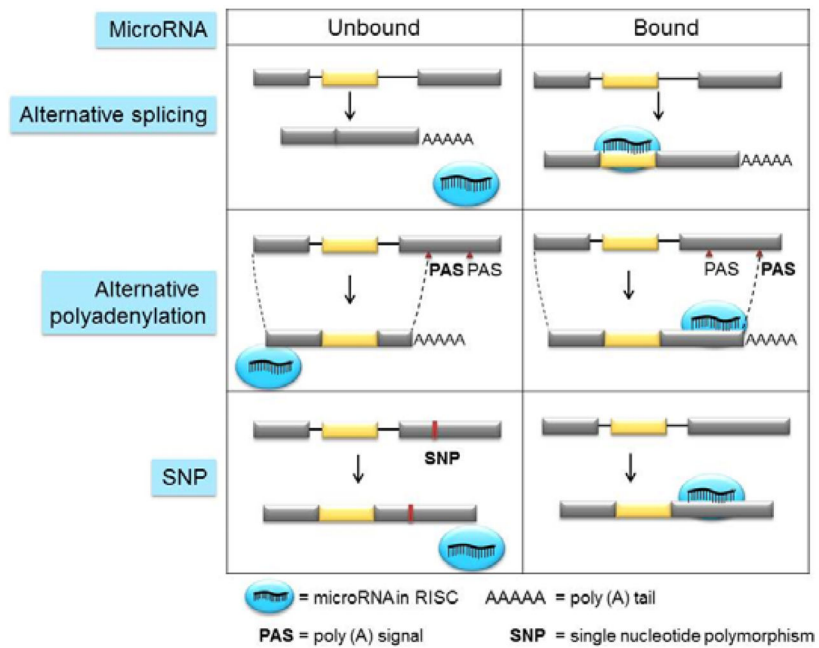 MicroRNA
Unbound
Bound
Alternative splicing
AAAAA
AAAAA
Alternative
polyadenylation
PAS PAS
PAS PAS
AAAAA
AAAAA
SNP
SNP
= microRNA in RISC
AAAAA = poly (A) tail
PAS = poly (A) signal
SNP = single nucleotide polymorphism